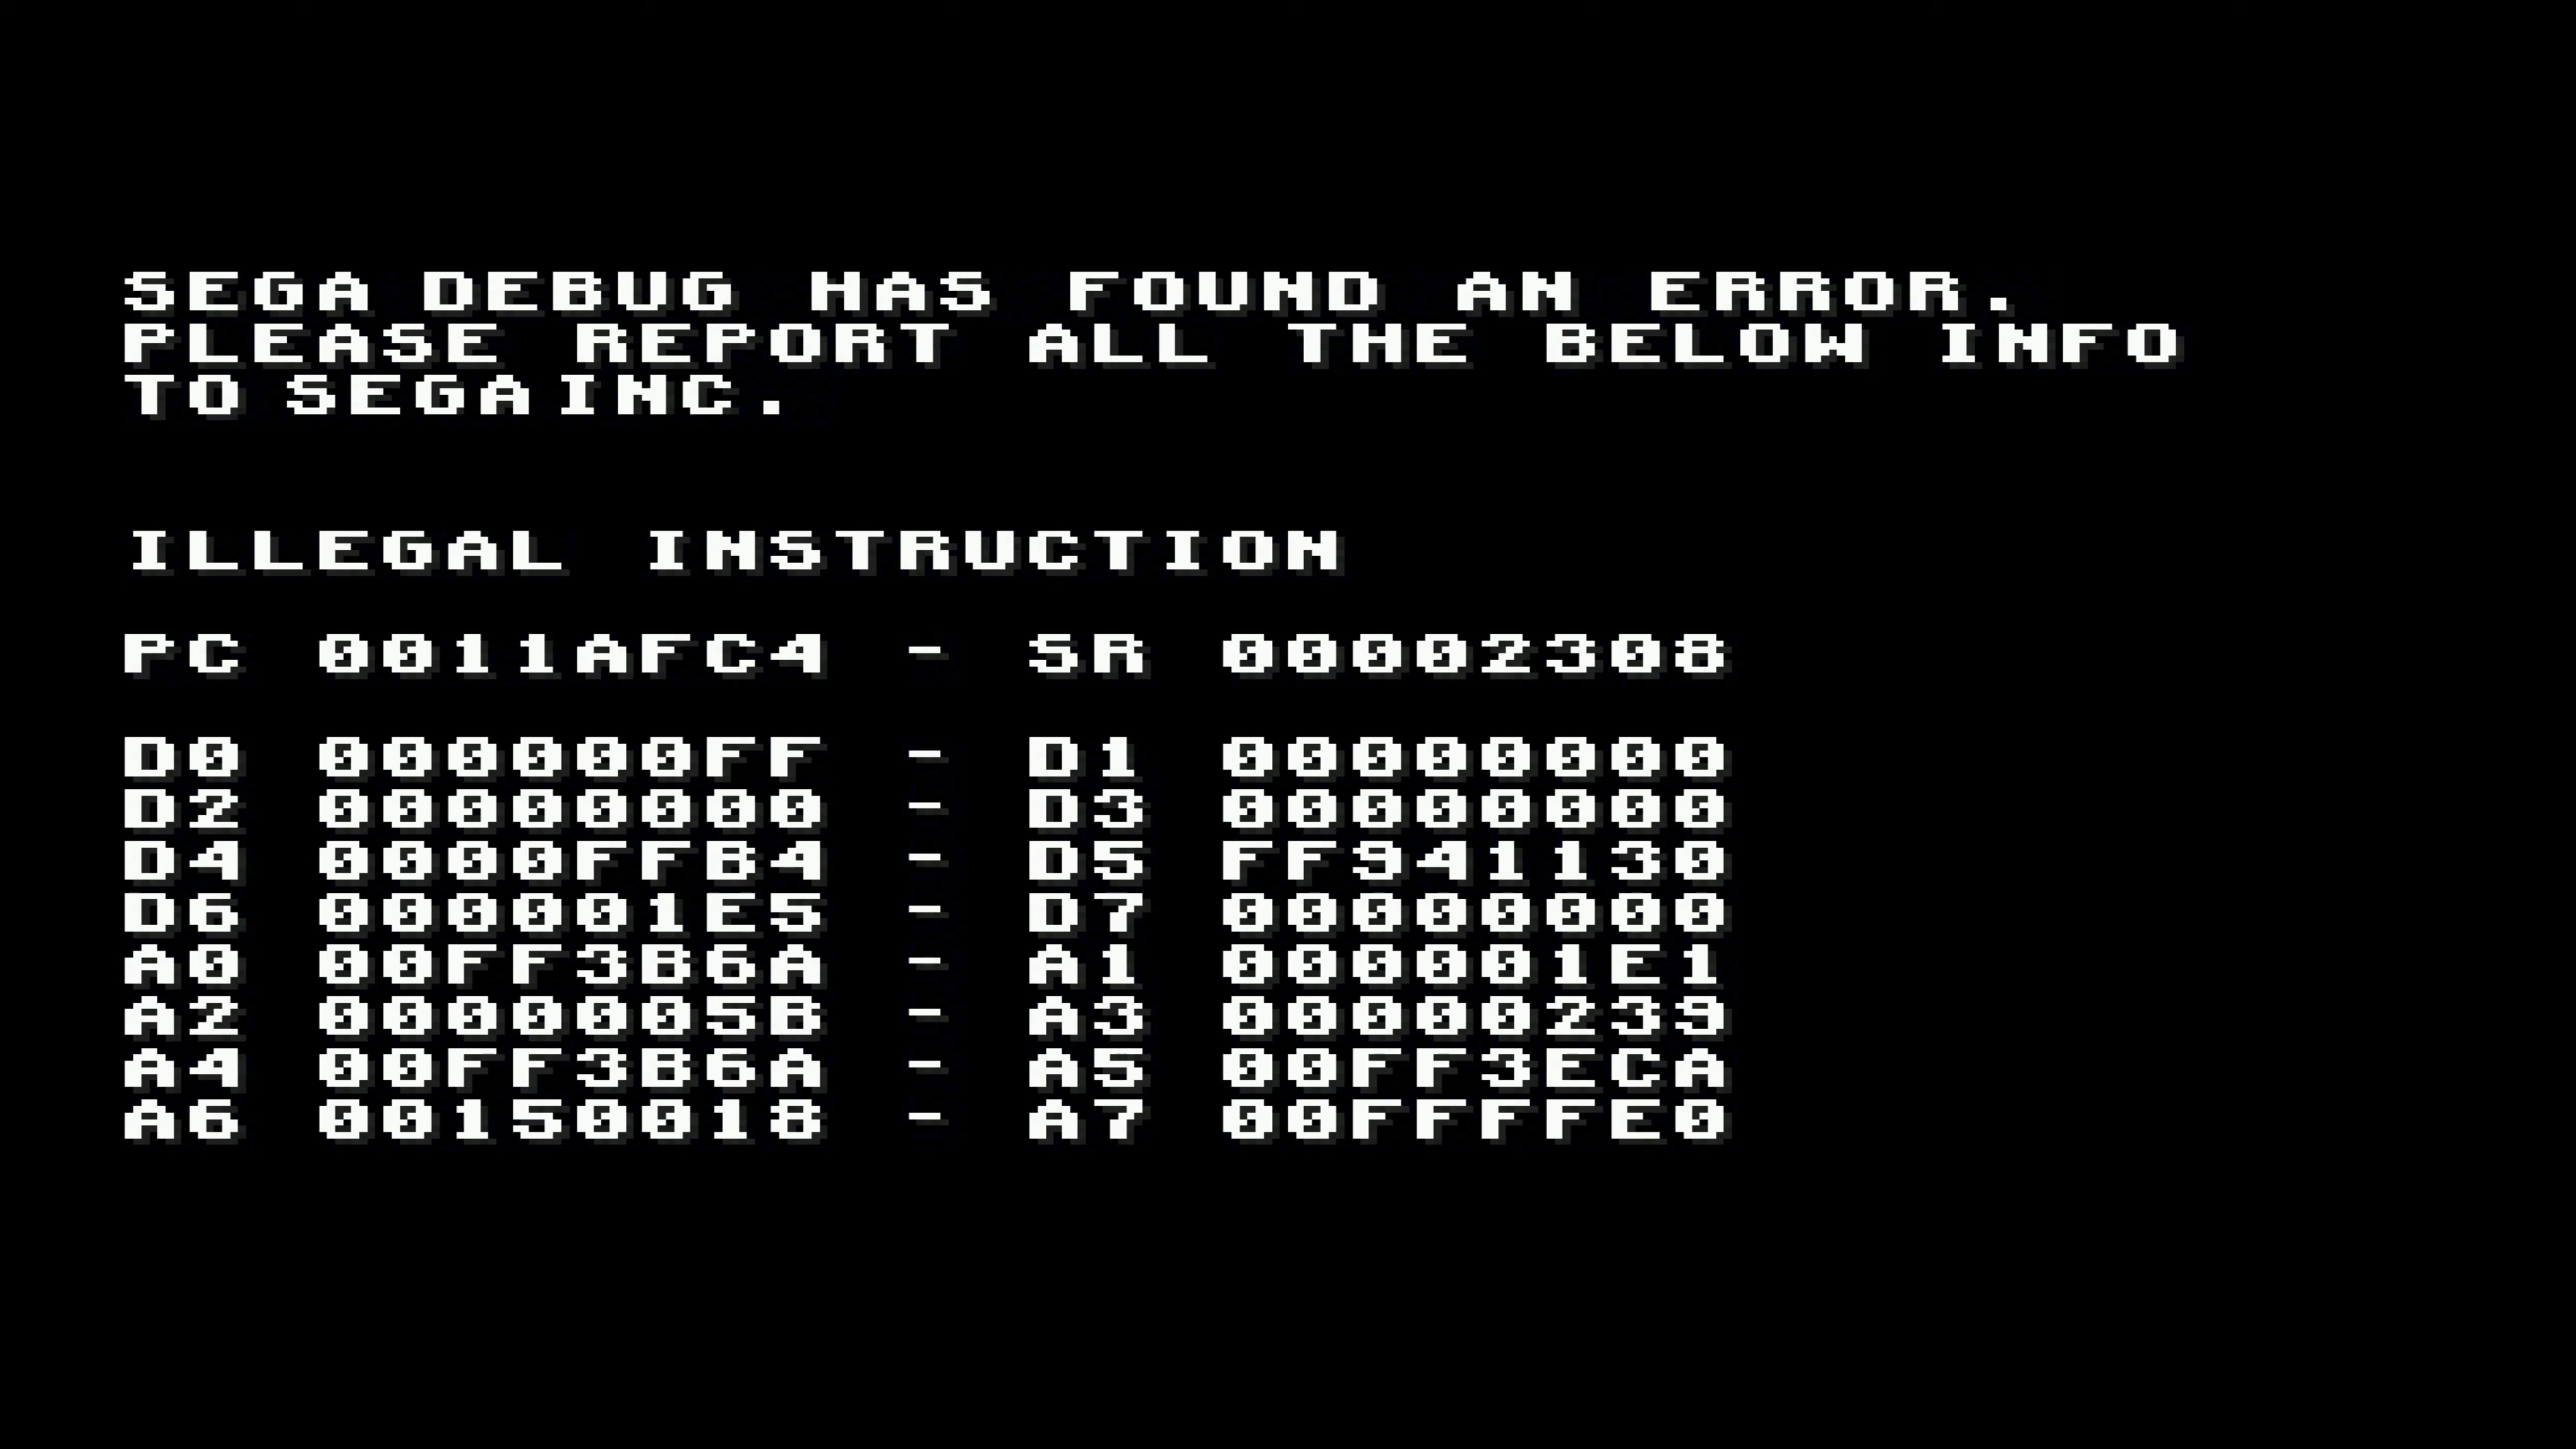 SEGA DEBUG HAS FOUND AN ERROR.
PLEASE REPORT ALL THE BELOW INFO
TO SEGA INC.
ILLEGAL INSTRUCTION
PC 0011AFC4 - SR 00002308
D0 000000FF - D1 00000000
D2 00000000 - D3 00000000
D4 0000FFB4 - D5 FF941130
D6 000001E5 - D7 00000000
A0 00FF3B6A - A1 000001E1
A2 0000005B - A3 00000239
A4 00FF3B6A - A5 00FF3ECA
A6 00150018 - A7 00FFFFE0